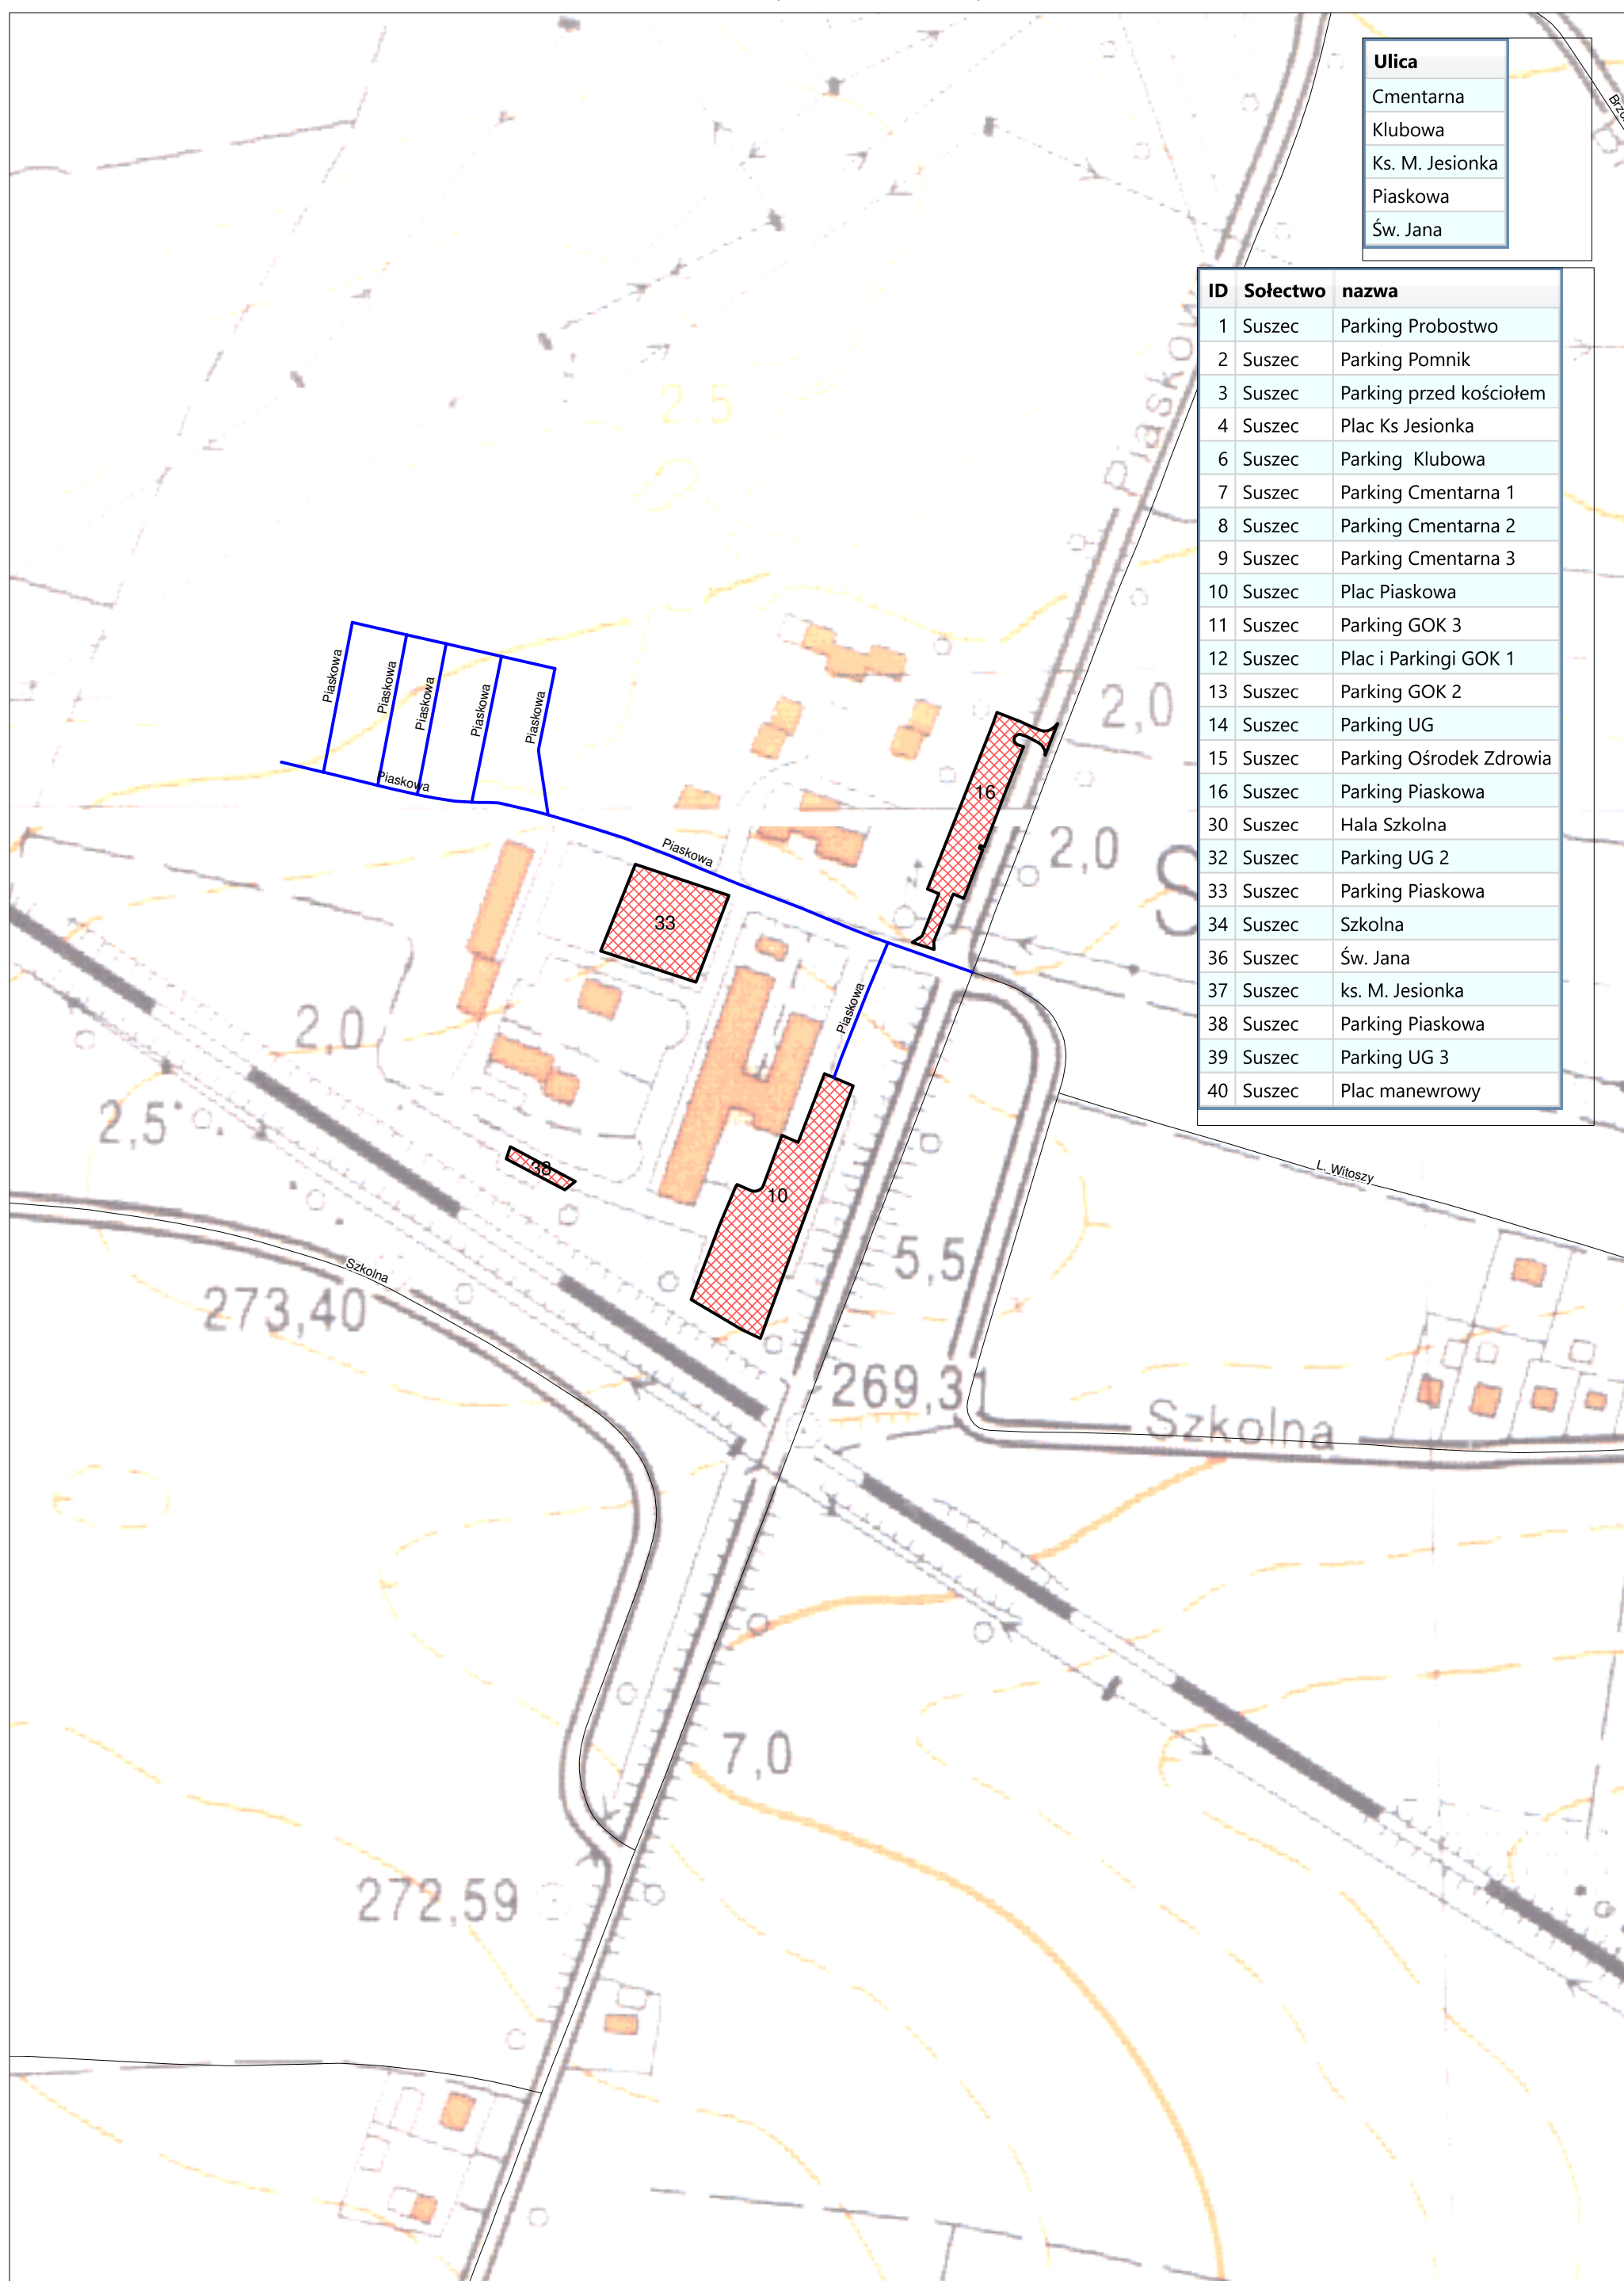 Ulica
Cmentarna
Klubowa
Ks. M. Jesionka
Piaskowa
Św. Jana
ID Sołectwo nazwa
1 Suszec Parking Probostwo
2 Suszec Parking Pomnik
3 Suszec Parking przed kościołem
4 Suszec Plac Ks Jesionka
6 Suszec Parking Klubowa
7 Suszec Parking Cmentarna 1
8 Suszec Parking Cmentarna 2
9 Suszec Parking Cmentarna 3
10 Suszec Plac Piaskowa
11 Suszec Parking GOK 3
12 Suszec Plac i Parkingi GOK 1
13 Suszec Parking GOK 2
14 Suszec Parking UG
15 Suszec Parking Ośrodek Zdrowia
16 Suszec Parking Piaskowa
30 Suszec Hala Szkolna
32 Suszec Parking UG 2
33 Suszec Parking Piaskowa
34 Suszec Szkolna
36 Suszec Św. Jana
37 Suszec ks. M. Jesionka
38 Suszec Parking Piaskowa
39 Suszec Parking UG 3
40 Suszec Plac manewrowy
2.5
Piaskow
Piaskowa
Piaskowa
Piaskowa
Piaskowa
Piaskowa
Piaskowa
2,0
16
2,0
S
Piaskowa
33
Piaskowa
2,0
2,5
38
10
L. Witoszy
5,5
Szkolna
273,40
269,31
Szkolna
7,0
272,59